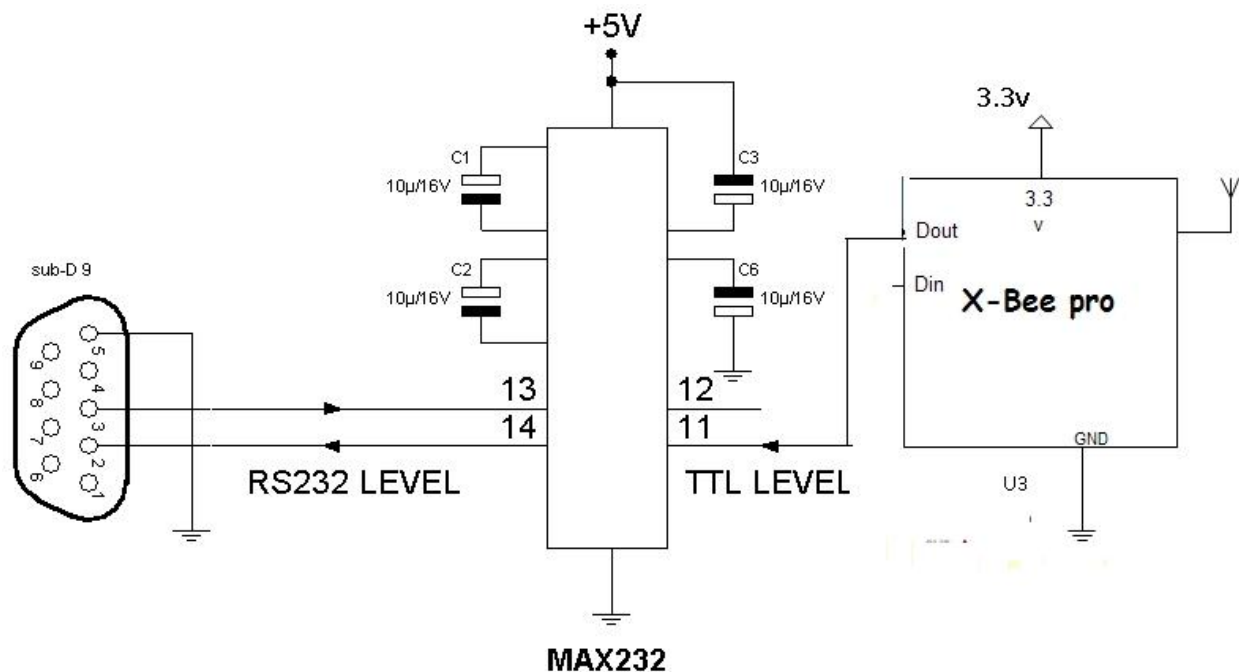 +5V
3.3v
C1
10µ/16V
C3
10µ/16V
3.3
v
Dout
sub-D 9
C2
10µ/16V
C6
10µ/16V
Din
X-Bee pro
5
9
4
8
3
7
2
6
1
13
12
14
11
RS232 LEVEL
TTL LEVEL
GND
U3
MAX232